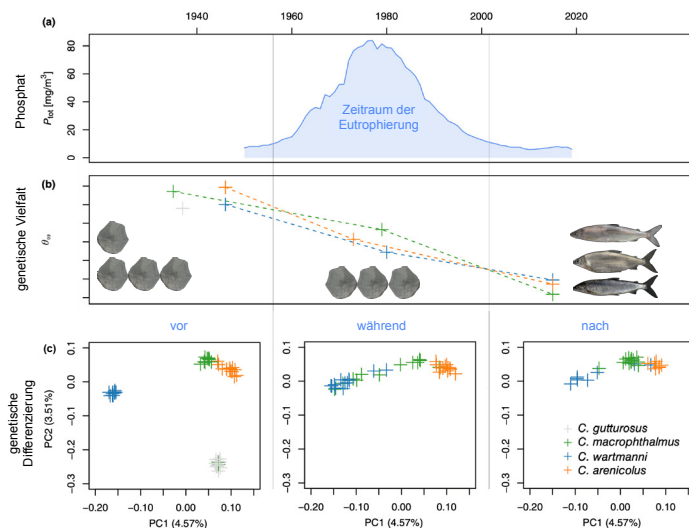 1940 1960 1980 2000 2020
(a)
Phosphat
Ptot [mg/m3]
80
60
40
20
0
Zeitraum der
Eutrophierung
(b)
genetische Vielfalt
vor während nach
(c)
genetische
Differenzierung
PC2 (3.51%)
0.1
0.0
-0.1
-0.2
-0.3
0.1
0.0
-0.1
-0.2
-0.3
0.1
0.0
-0.1
-0.2
-0.3
C. gutturosus
C. macrophthalmus
C. wartmanni
C. arenicolus
-0.20 -0.10 0.00 0.10
-0.20 -0.10 0.00 0.10
-0.20 -0.10 0.00 0.10
PC1 (4.57%) PC1 (4.57%) PC1 (4.57%)